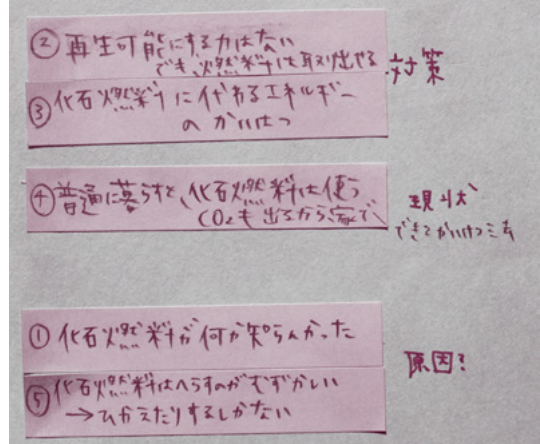 ② 再生可能にする力はない
でも、燃料は取り出せる
対策
③ 化石燃料に代わるエネルギー
のかいはつ
④ 普通に暮らすと、化石燃料は使う
CO2も出るから、家で、
現状
① 化石燃料が何か知らんかった
原因?
⑤ 化石燃料はへらすのがむずかしい
→ひかえたりするしかない